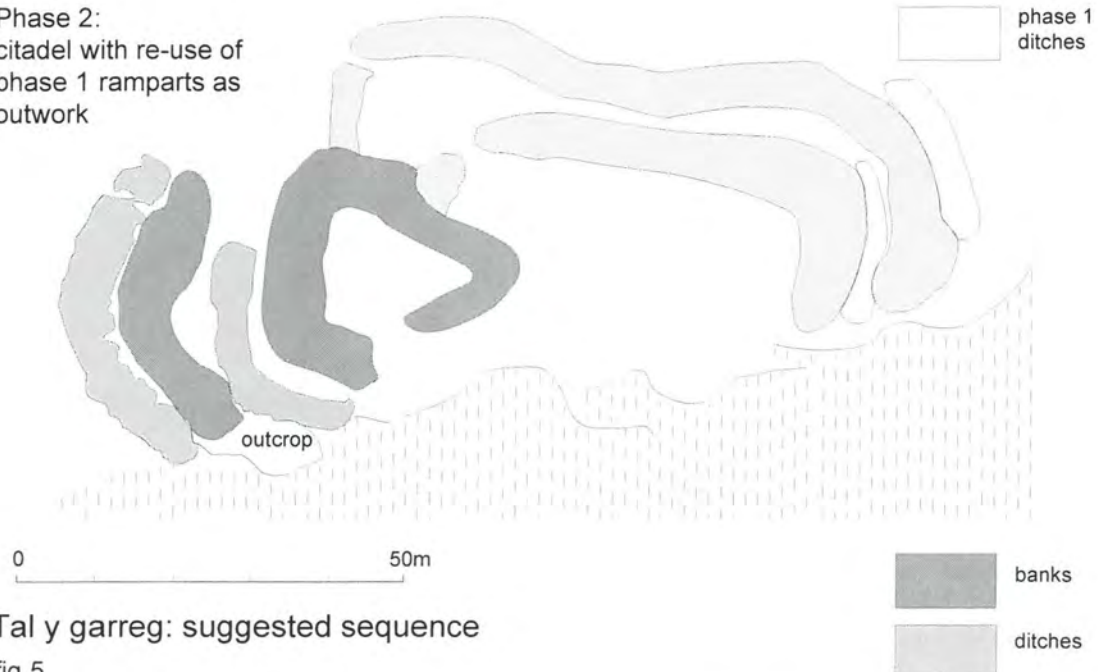 Phase 2:
citadel with re-use of
phase 1 ramparts as
outwork
phase 1
ditches
outcrop
0
50m
banks
Tal y garreg: suggested sequence
ditches
fig 5